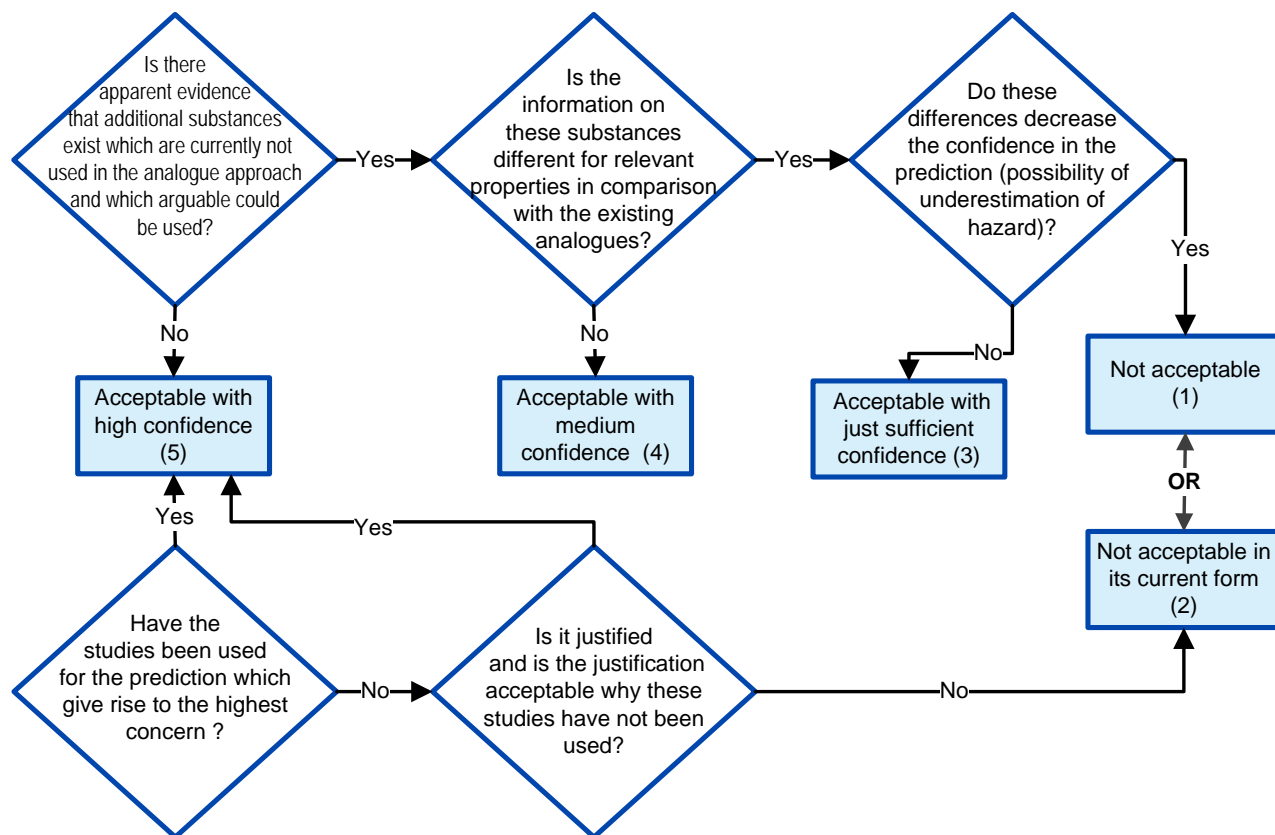 Is there
apparent evidence
that additional substances
exist which are currently not
used in the analogue approach
and which arguable could
be used?
Yes
Is the
information on
these substances
different for relevant
properties in comparison
with the existing
analogues?
Yes
Do these
differences decrease
the confidence in the
prediction (possibility of
underestimation of
hazard)?
Yes
No
No
No
Acceptable with
high confidence
(5)
Acceptable with
medium
confidence (4)
Acceptable with
just sufficient
confidence (3)
Not acceptable
(1)
OR
Yes
Yes
Not acceptable in
its current form
(2)
Have the
studies been used
for the prediction which
give rise to the highest
concern ?
No
Is it justified
and is the justification
acceptable why these
studies have not been
used?
No